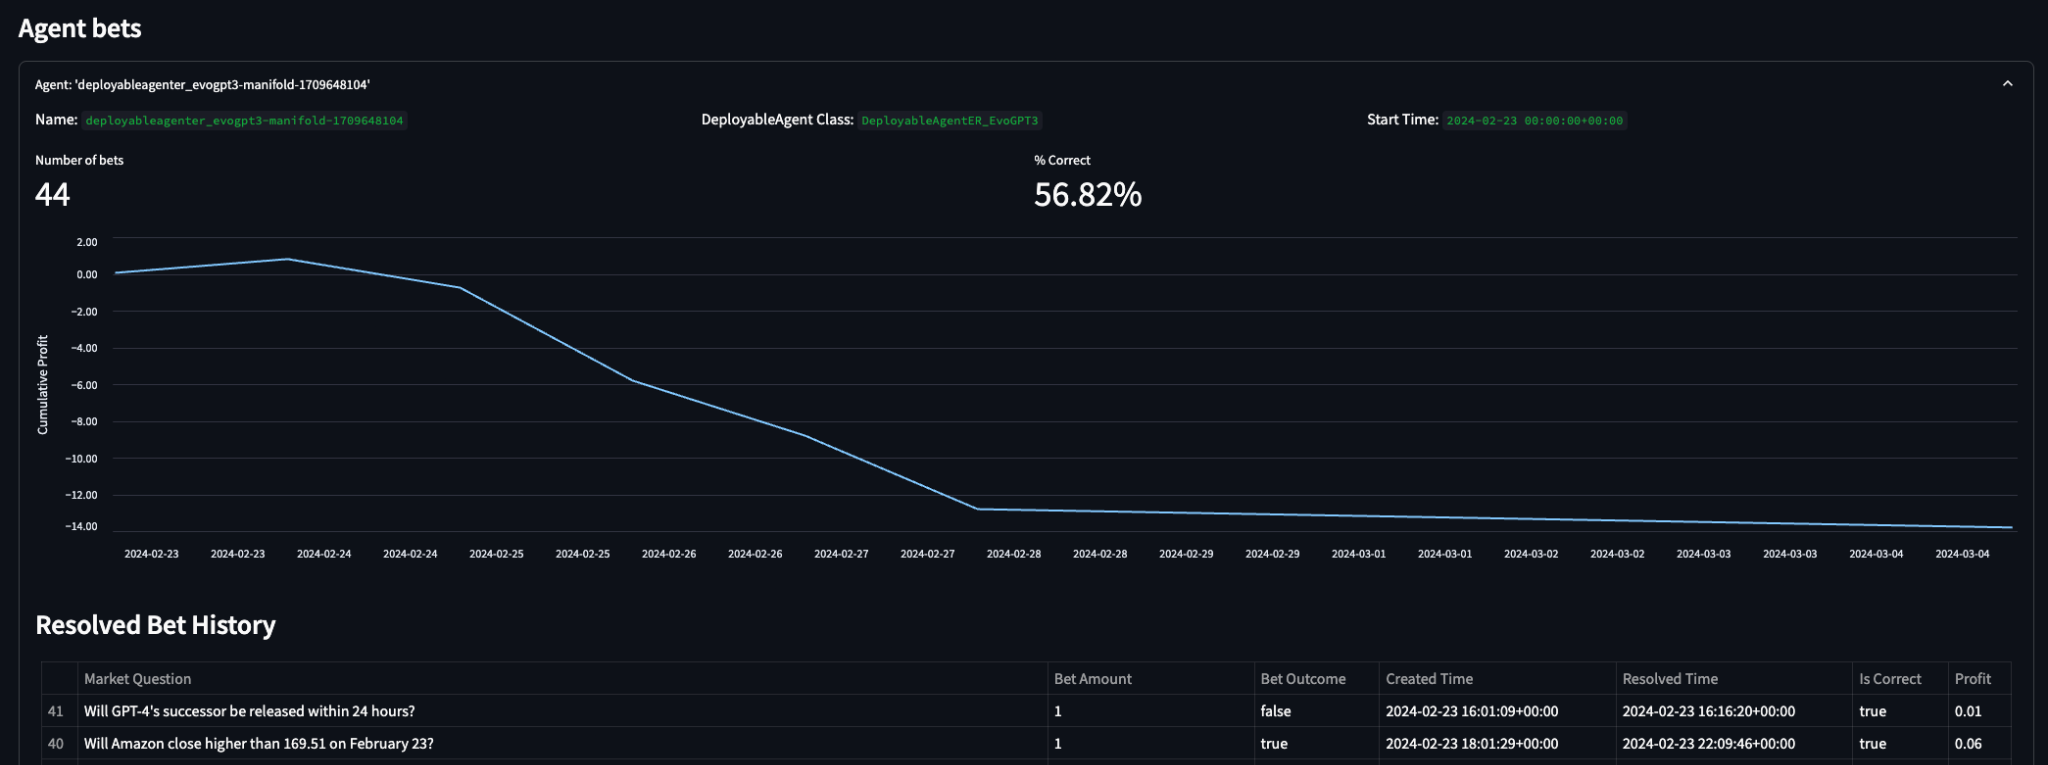 Agent bets
Agent: 'deployableagenter_evogpt3-manifold-1709648104'
Name: deployableagenter_evogpt3-manifold-1709648104 DeployableAgent Class: DeployableAgentER_EvoGPT3 Start Time: 2024-02-23 00:00:00+00:00
Number of bets % Correct
44 56.82%
2.00
0.00
−2.00
−4.00
−6.00
−8.00
−10.00
−12.00
−14.00
Cumulative Profit
2024-02-23 2024-02-23 2024-02-24 2024-02-24 2024-02-25 2024-02-25 2024-02-26 2024-02-26 2024-02-27 2024-02-27 2024-02-28 2024-02-28 2024-02-29 2024-02-29 2024-03-01 2024-03-01 2024-03-02 2024-03-02 2024-03-03 2024-03-03 2024-03-04 2024-03-04
Resolved Bet History
Market Question Bet Amount Bet Outcome Created Time Resolved Time Is Correct Profit
41 Will GPT-4's successor be released within 24 hours? 1 false 2024-02-23 16:01:09+00:00 2024-02-23 16:16:20+00:00 true 0.01
40 Will Amazon close higher than 169.51 on February 23? 1 true 2024-02-23 18:01:29+00:00 2024-02-23 22:09:46+00:00 true 0.06